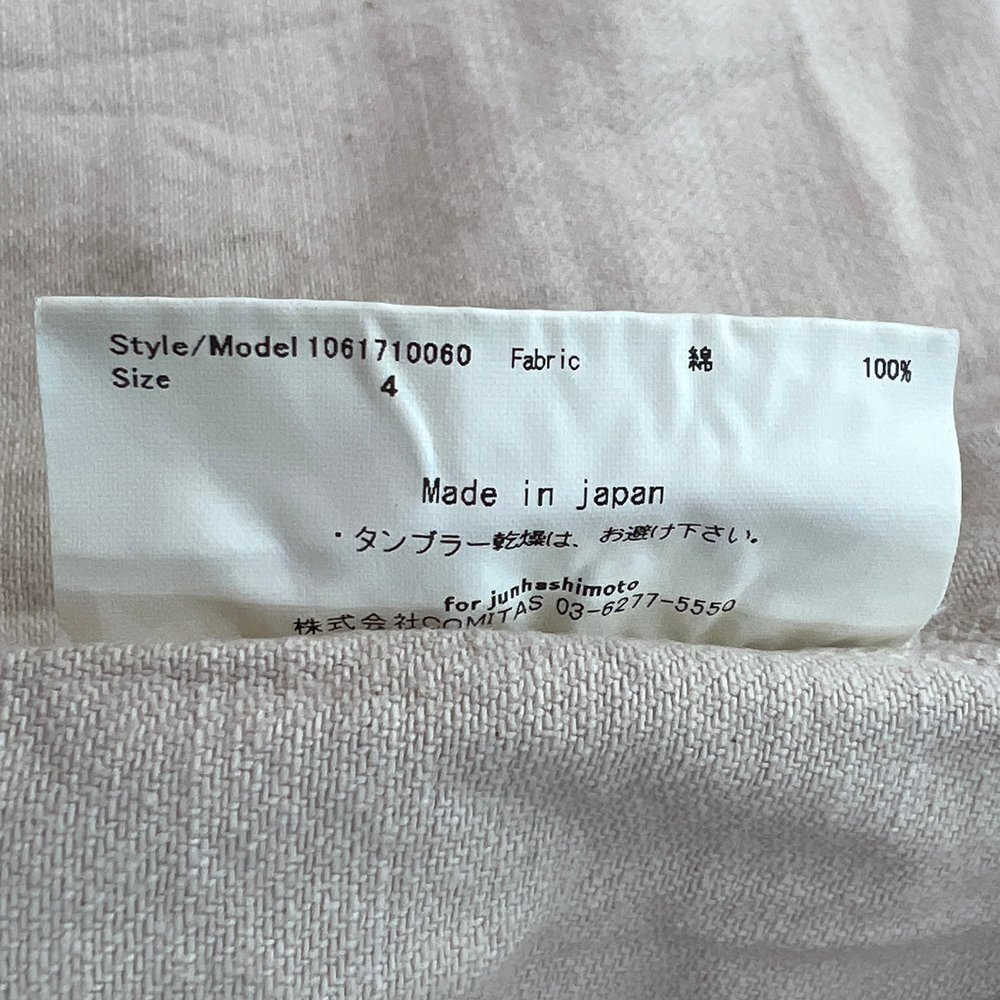 Style/Model 1061710060 Fabric 綿 100%
Size 4
Made in japan
・タンブラー乾燥は、お避け下さい。
for junhashimoto
株式会社COMITAS 03-6277-5550